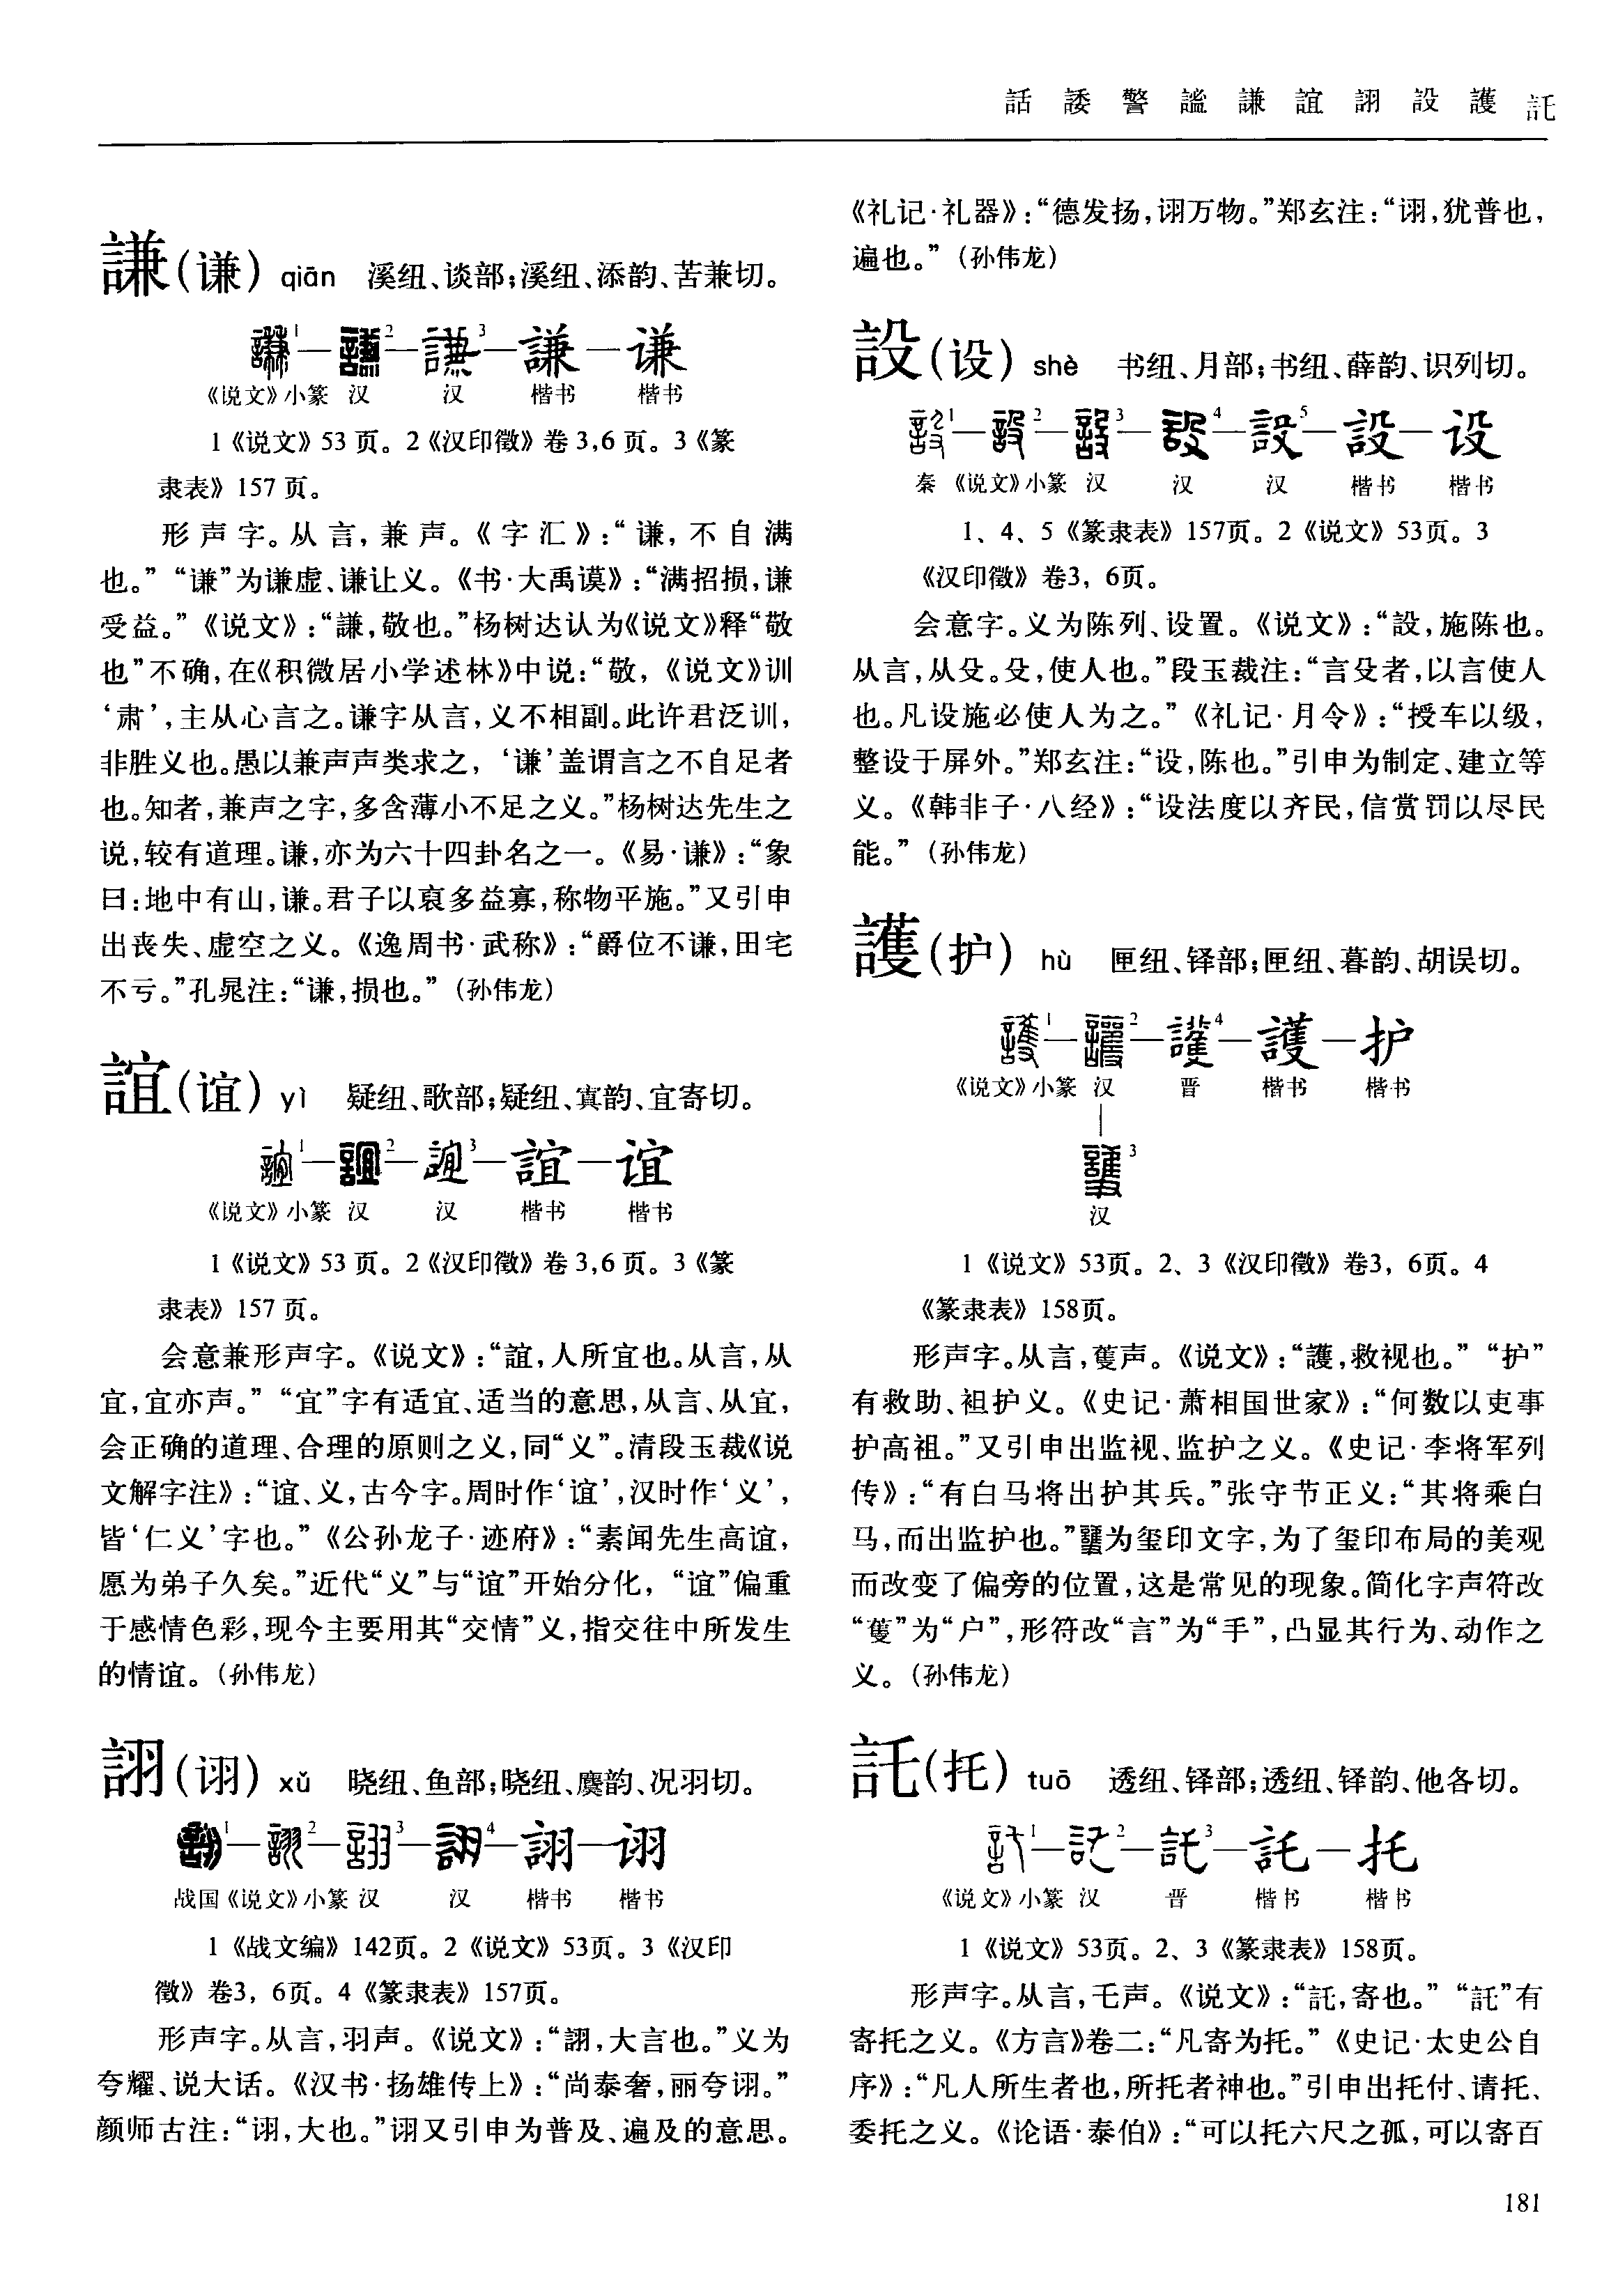 話 諉 警 謐 謙 誼 詡 設 護 託
謙(谦) qiān 溪纽、谈部;溪纽、添韵、苦兼切。
1—2—3—謙—谦
《说文》小篆 汉 汉 楷书 楷书
1《说文》53页。2《汉印徵》卷3,6页。3《篆
隶表》157页。
形声字。从言,兼声。《字汇》:“谦,不自满
也。”“谦”为谦虚、谦让义。《书·大禹谟》:“满招损,谦
受益。”《说文》:“謙,敬也。”杨树达认为《说文》释“敬
也”不确,在《积微居小学述林》中说:“敬,《说文》训
‘肃’,主从心言之。谦字从言,义不相副。此许君泛训,
非胜义也。愚以兼声声类求之,‘谦’盖谓言之不自足者
也。知者,兼声之字,多含薄小不足之义。”杨树达先生之
说,较有道理。谦,亦为六十四卦名之一。《易·谦》:“象
曰:地中有山,谦。君子以裒多益寡,称物平施。”又引申
出丧失、虚空之义。《逸周书·武称》:“爵位不谦,田宅
不亏。”孔晁注:“谦,损也。”(孙伟龙)
誼(谊) yì 疑纽、歌部;疑纽、寘韵、宜寄切。
1—2—3—誼—谊
《说文》小篆 汉 汉 楷书 楷书
1《说文》53页。2《汉印徵》卷3,6页。3《篆
隶表》157页。
会意兼形声字。《说文》:“誼,人所宜也。从言,从
宜,宜亦声。”“宜”字有适宜、适当的意思,从言、从宜,
会正确的道理、合理的原则之义,同“义”。清段玉裁《说
文解字注》:“谊、义,古今字。周时作‘谊’,汉时作‘义’,
皆‘仁义’字也。”《公孙龙子·迹府》:“素闻先生高谊,
愿为弟子久矣。”近代“义”与“谊”开始分化,“谊”偏重
于感情色彩,现今主要用其“交情”义,指交往中所发生
的情谊。(孙伟龙)
詡(诩) xǔ 晓纽、鱼部;晓纽、麌韵、况羽切。
1—2—3—4—詡—诩
战国《说文》小篆 汉 汉 楷书 楷书
1《战文编》142页。2《说文》53页。3《汉印
徵》卷3,6页。4《篆隶表》157页。
形声字。从言,羽声。《说文》:“詡,大言也。”义为
夸耀、说大话。《汉书·扬雄传上》:“尚泰奢,丽夸诩。”
颜师古注:“诩,大也。”诩又引申为普及、遍及的意思。
《礼记·礼器》:“德发扬,诩万物。”郑玄注:“诩,犹普也,
遍也。”(孙伟龙)
設(设) shè 书纽、月部;书纽、薛韵、识列切。
1—2—3—4—5—設—设
秦 《说文》小篆 汉 汉 汉 楷书 楷书
1、4、5《篆隶表》157页。2《说文》53页。3
《汉印徵》卷3,6页。
会意字。义为陈列、设置。《说文》:“設,施陈也。
从言,从殳。殳,使人也。”段玉裁注:“言殳者,以言使人
也。凡设施必使人为之。”《礼记·月令》:“授车以级,
整设于屏外。”郑玄注:“设,陈也。”引申为制定、建立等
义。《韩非子·八经》:“设法度以齐民,信赏罚以尽民
能。”(孙伟龙)
護(护) hù 匣纽、铎部;匣纽、暮韵、胡误切。
1—2—4—護—护
《说文》小篆 汉 晋 楷书 楷书
3
汉
1《说文》53页。2、3《汉印徵》卷3,6页。4
《篆隶表》158页。
形声字。从言,蒦声。《说文》:“護,救视也。”“护”
有救助、袒护义。《史记·萧相国世家》:“何数以吏事
护高祖。”又引申出监视、监护之义。《史记·李将军列
传》:“有白马将出护其兵。”张守节正义:“其将乘白
马,而出监护也。”为玺印文字,为了玺印布局的美观
而改变了偏旁的位置,这是常见的现象。简化字声符改
“蒦”为“户”,形符改“言”为“手”,凸显其行为、动作之
义。(孙伟龙)
託(托) tuō 透纽、铎部;透纽、铎韵、他各切。
1—2—3—託—托
《说文》小篆 汉 晋 楷书 楷书
1《说文》53页。2、3《篆隶表》158页。
形声字。从言,乇声。《说文》:“託,寄也。”“託”有
寄托之义。《方言》卷二:“凡寄为托。”《史记·太史公自
序》:“凡人所生者也,所托者神也。”引申出托付、请托、
委托之义。《论语·泰伯》:“可以托六尺之孤,可以寄百
181